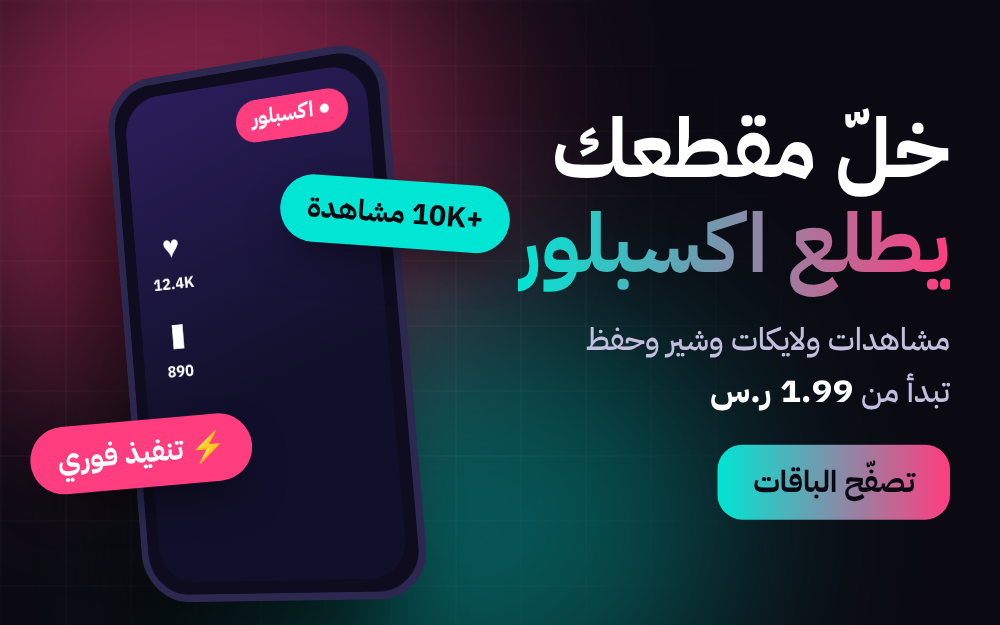 خلّ مقطعك
يطلع اكسبلور
مشاهدات ولايكات وشير وحفظ
تبدأ من 1.99 ر.س
تصفّح الباقات
● اكسبلور
+10K مشاهدة
♥
12.4K
890
⚡ تنفيذ فوري